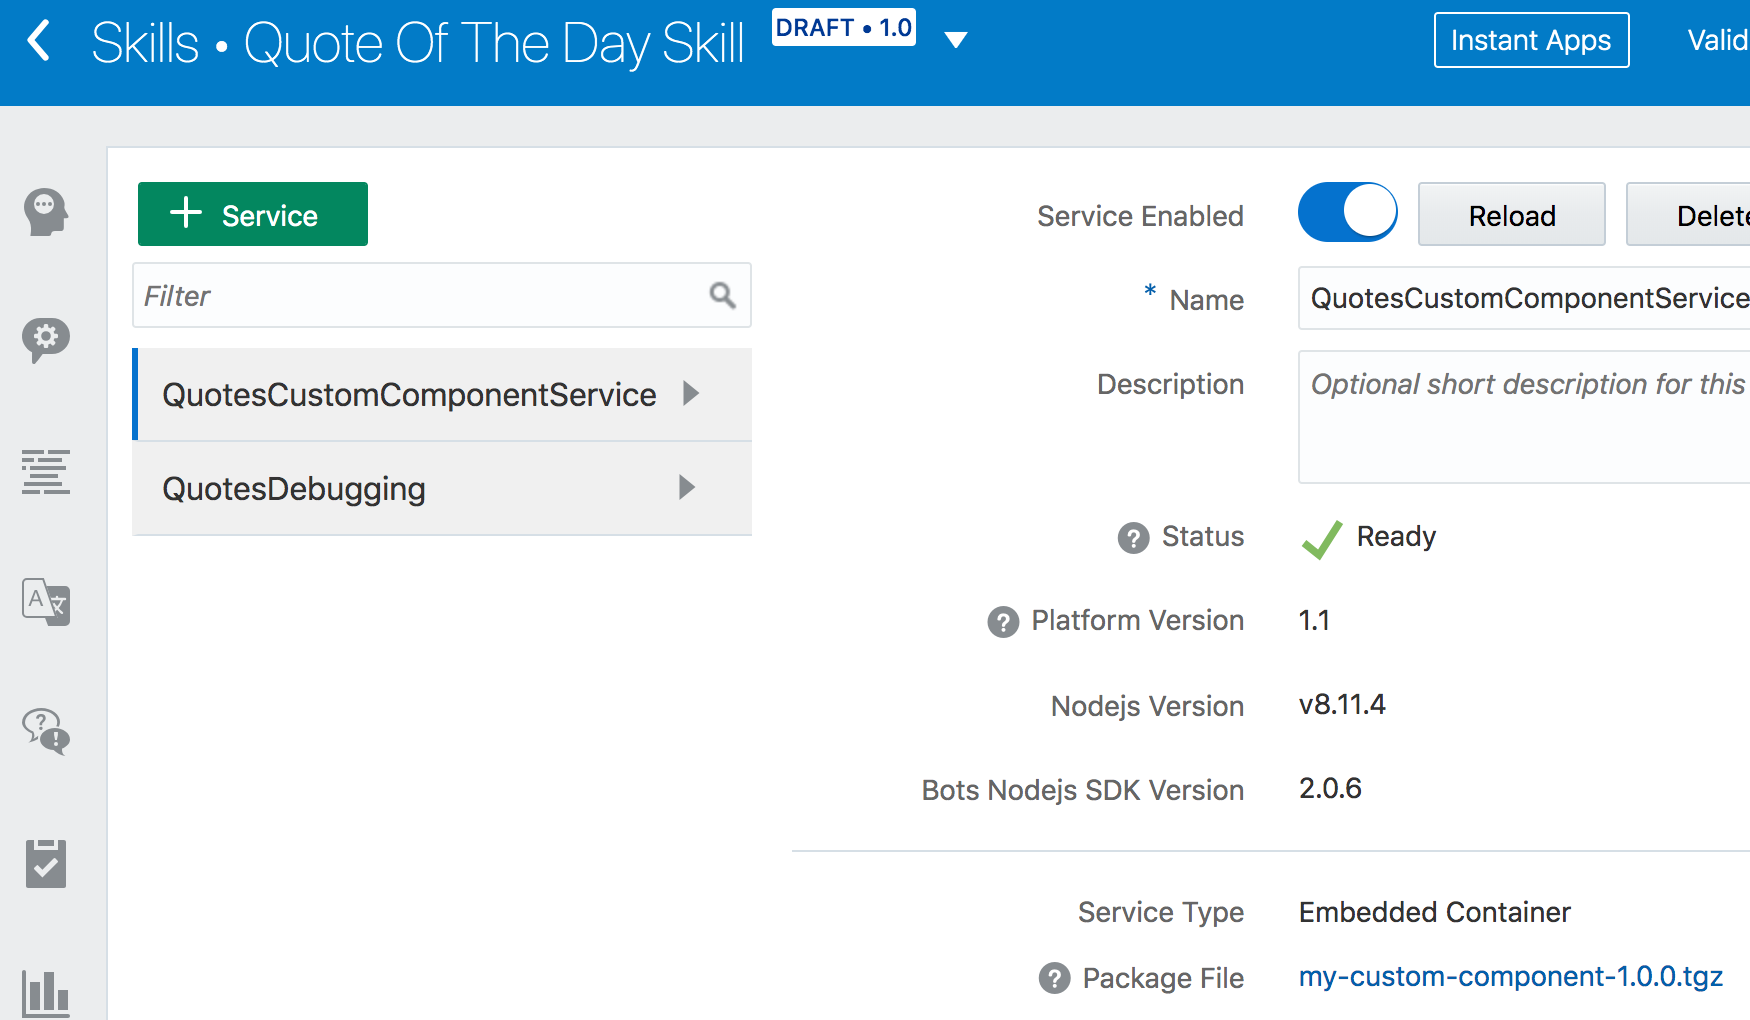 Skills • Quote Of The Day Skill
DRAFT • 1.0
Instant Apps
Valid
+ Service
Filter
QuotesCustomComponentService
QuotesDebugging
Service Enabled
Reload
Delete
* Name
QuotesCustomComponentService
Description
Optional short description for this
? Status
Ready
? Platform Version
1.1
Nodejs Version
v8.11.4
Bots Nodejs SDK Version
2.0.6
Service Type
Embedded Container
? Package File
my-custom-component-1.0.0.tgz
A
文
?
!